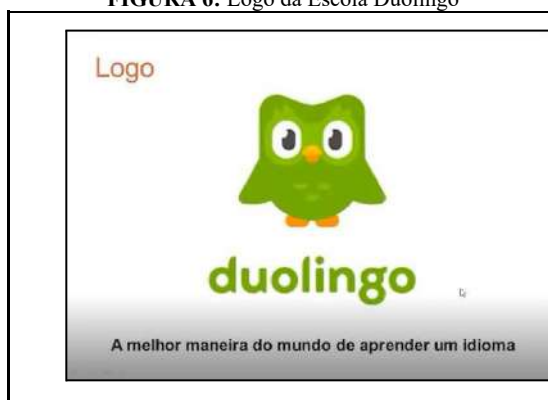 FIGURA 6: Logo da Escola Duolingo
Logo
duolingo
A melhor maneira do mundo de aprender um idioma